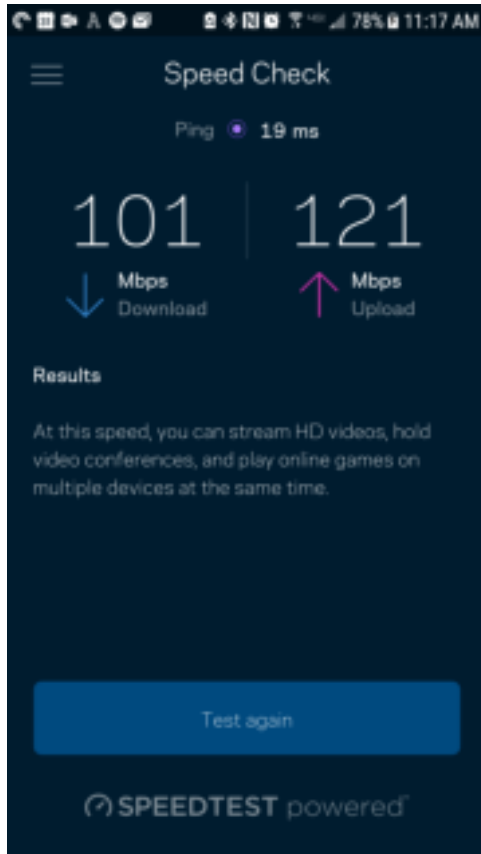 78% 11:17 AM
Speed Check
Ping 19 ms
101 121
Mbps Mbps
Download Upload
Results
At this speed, you can stream HD videos, hold
video conferences, and play online games on
multiple devices at the same time.
Test again
SPEEDTEST powered™